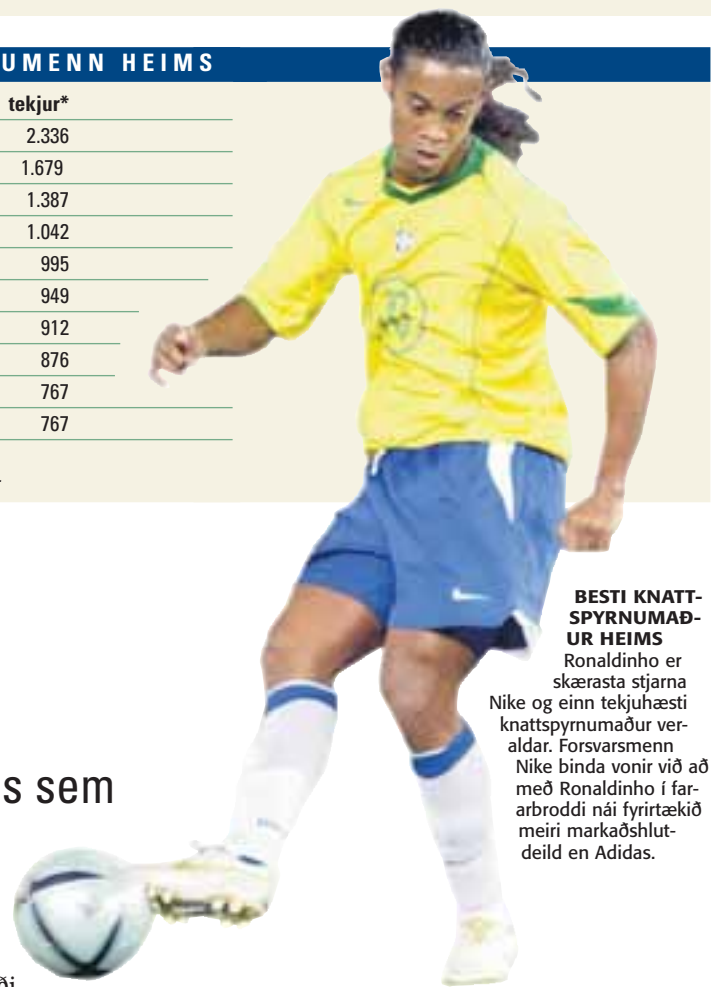 UMENN HEIMS
tekjur*
2.336
1.679
1.387
1.042
995
949
912
876
767
767
BESTI KNATT-
SPYRNUMAÐ-
UR HEIMS
Ronaldinho er
skærasta stjarna
Nike og einn tekjuhæsti
knattspyrnumaður ver-
aldar. Forsvarsmenn
Nike binda vonir við að
með Ronaldinho í far-
arbroddi nái fyrirtækið
meiri markaðshlut-
deild en Adidas.
s sem
ði